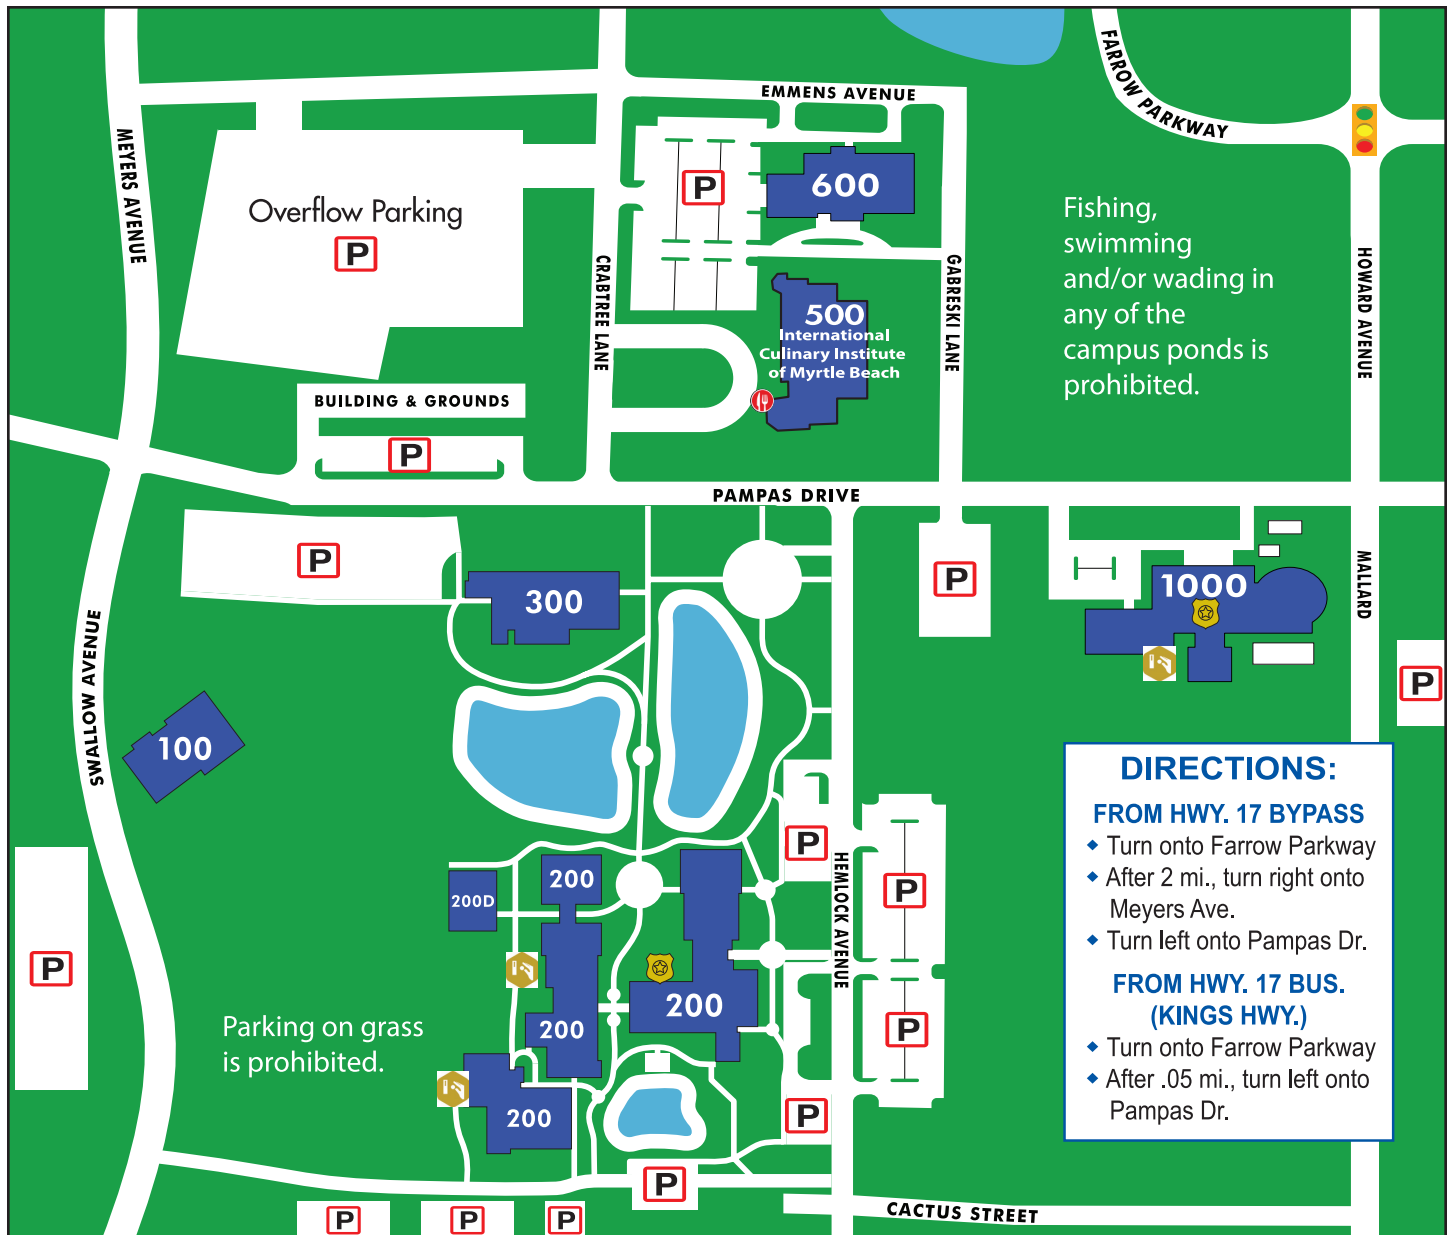 EMMENS AVENUE
FARROW PARKWAY
MEYERS AVENUE
Overflow Parking
P
P
600
Fishing,
swimming
and/or wading in
any of the
campus ponds is
prohibited.
CRABTREE LANE
GABRESKI LANE
HOWARD AVENUE
500
International
Culinary Institute
of Myrtle Beach
BUILDING & GROUNDS
P
PAMPAS DRIVE
P
300
P
1000
MALLARD
SWALLOW AVENUE
100
P
DIRECTIONS:
FROM HWY. 17 BYPASS
Turn onto Farrow Parkway
After 2 mi., turn right onto
Meyers Ave.
Turn left onto Pampas Dr.
FROM HWY. 17 BUS.
(KINGS HWY.)
Turn onto Farrow Parkway
After .05 mi., turn left onto
Pampas Dr.
P
HEMLOCK AVENUE
P
200
200D
P
200
200
P
Parking on grass
is prohibited.
200
P
P
P
P
P
CACTUS STREET